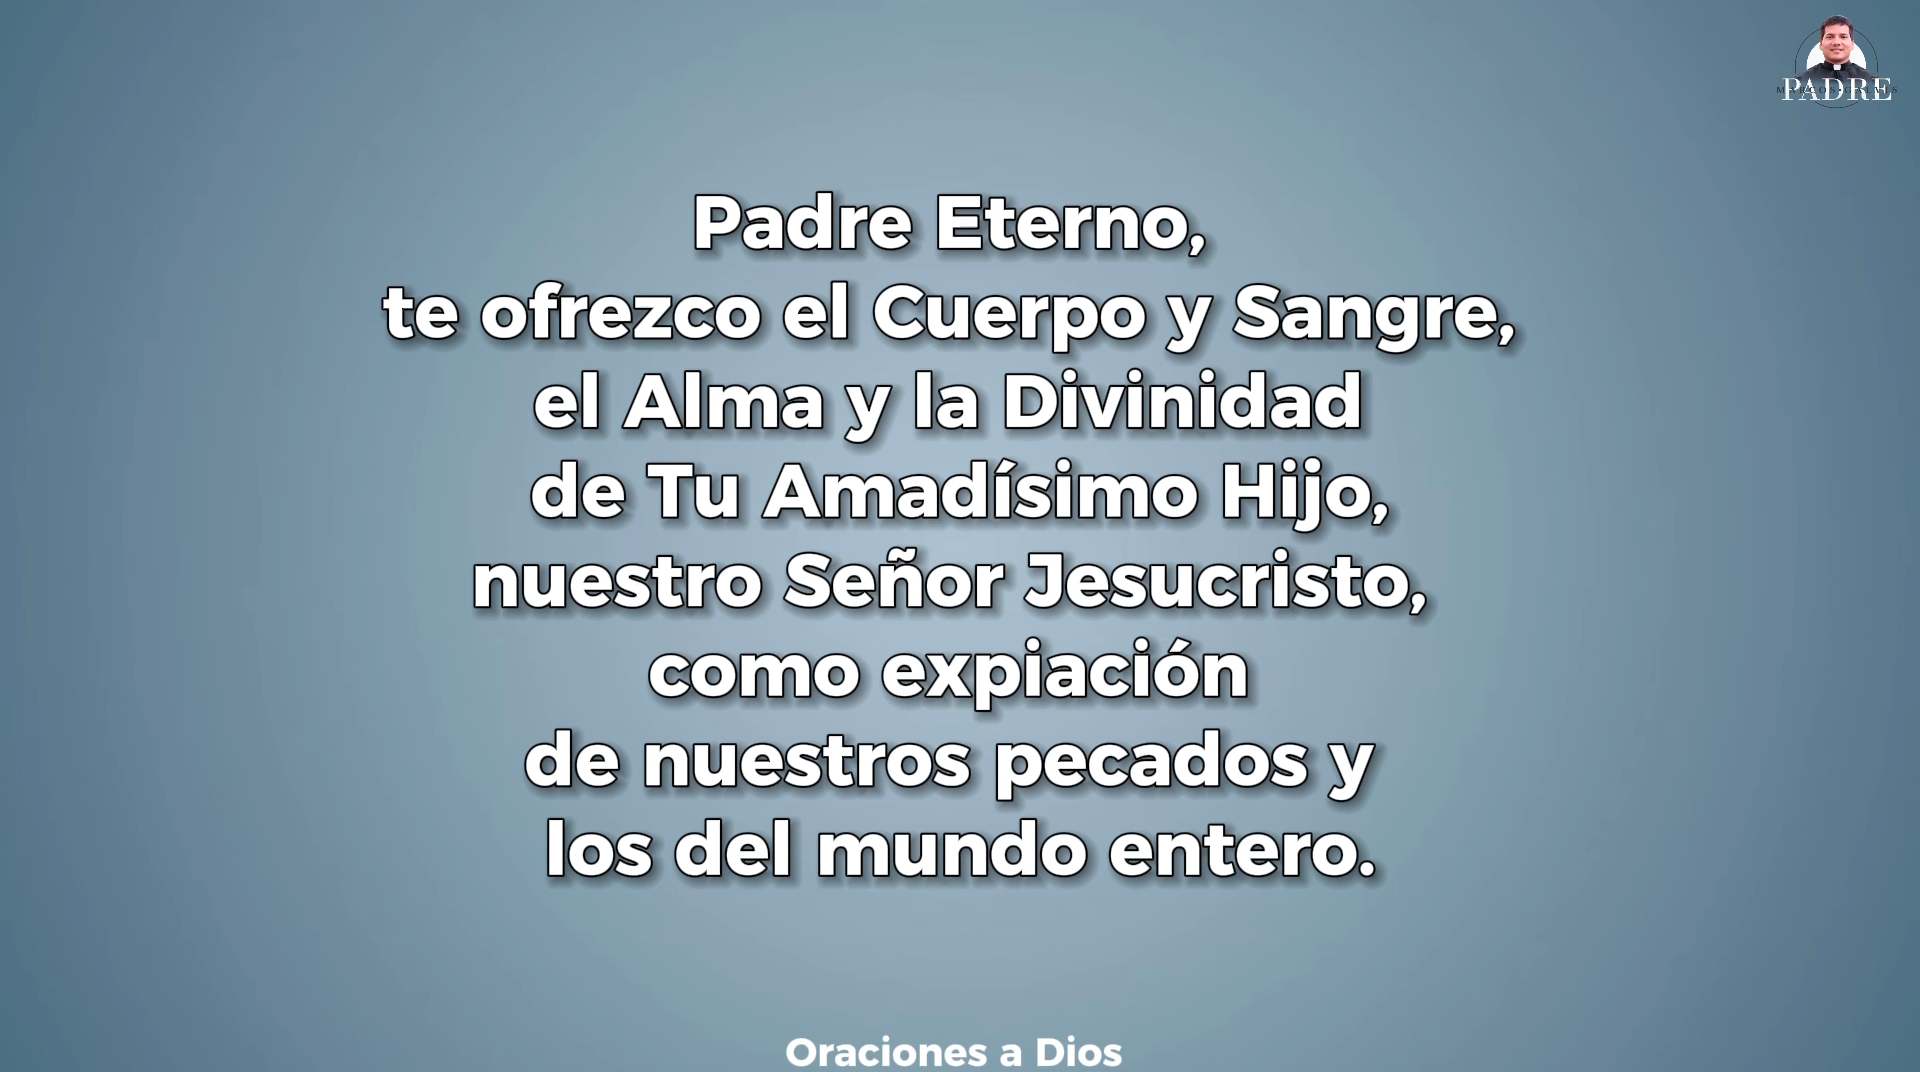 PADRE
Padre Eterno,
te ofrezco el Cuerpo y Sangre,
el Alma y la Divinidad
de Tu Amadísimo Hijo,
nuestro Señor Jesucristo,
como expiación
de nuestros pecados y
los del mundo entero.
Oraciones a Dios